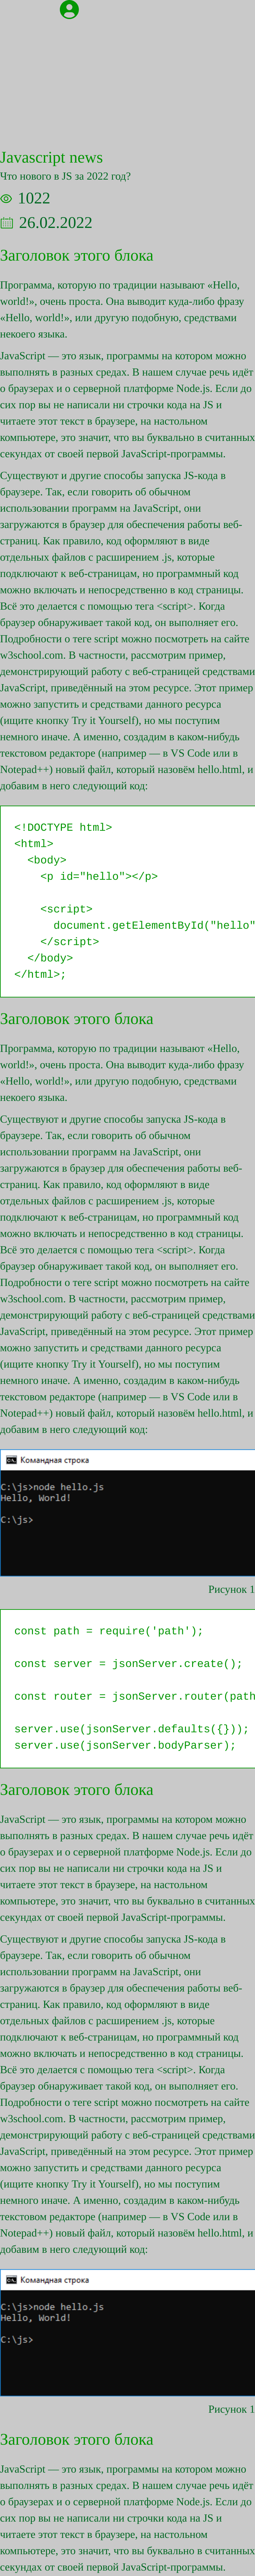 Javascript news
Что нового в JS за 2022 год?
1022
26.02.2022
Заголовок этого блока
Программа, которую по традиции называют «Hello,
world!», очень проста. Она выводит куда-либо фразу
«Hello, world!», или другую подобную, средствами
некоего языка.
JavaScript — это язык, программы на котором можно
выполнять в разных средах. В нашем случае речь идёт
о браузерах и о серверной платформе Node.js. Если до
сих пор вы не написали ни строчки кода на JS и
читаете этот текст в браузере, на настольном
компьютере, это значит, что вы буквально в считанных
секундах от своей первой JavaScript-программы.
Существуют и другие способы запуска JS-кода в
браузере. Так, если говорить об обычном
использовании программ на JavaScript, они
загружаются в браузер для обеспечения работы веб-
страниц. Как правило, код оформляют в виде
отдельных файлов с расширением .js, которые
подключают к веб-страницам, но программный код
можно включать и непосредственно в код страницы.
Всё это делается с помощью тега <script>. Когда
браузер обнаруживает такой код, он выполняет его.
Подробности о теге script можно посмотреть на сайте
w3school.com. В частности, рассмотрим пример,
демонстрирующий работу с веб-страницей средствами
JavaScript, приведённый на этом ресурсе. Этот пример
можно запустить и средствами данного ресурса
(ищите кнопку Try it Yourself), но мы поступим
немного иначе. А именно, создадим в каком-нибудь
текстовом редакторе (например — в VS Code или в
Notepad++) новый файл, который назовём hello.html, и
добавим в него следующий код:
<!DOCTYPE html>
<html>
<body>
<p id="hello"></p>
<script>
document.getElementById("hello"
</script>
</body>
</html>;
Заголовок этого блока
Программа, которую по традиции называют «Hello,
world!», очень проста. Она выводит куда-либо фразу
«Hello, world!», или другую подобную, средствами
некоего языка.
Существуют и другие способы запуска JS-кода в
браузере. Так, если говорить об обычном
использовании программ на JavaScript, они
загружаются в браузер для обеспечения работы веб-
страниц. Как правило, код оформляют в виде
отдельных файлов с расширением .js, которые
подключают к веб-страницам, но программный код
можно включать и непосредственно в код страницы.
Всё это делается с помощью тега <script>. Когда
браузер обнаруживает такой код, он выполняет его.
Подробности о теге script можно посмотреть на сайте
w3school.com. В частности, рассмотрим пример,
демонстрирующий работу с веб-страницей средствами
JavaScript, приведённый на этом ресурсе. Этот пример
можно запустить и средствами данного ресурса
(ищите кнопку Try it Yourself), но мы поступим
немного иначе. А именно, создадим в каком-нибудь
текстовом редакторе (например — в VS Code или в
Notepad++) новый файл, который назовём hello.html, и
добавим в него следующий код:
Командная строка
C:\js>node hello.js
Hello, World!
C:\js>
Рисунок 1
const path = require('path');
const server = jsonServer.create();
const router = jsonServer.router(path
server.use(jsonServer.defaults({}));
server.use(jsonServer.bodyParser);
Заголовок этого блока
JavaScript — это язык, программы на котором можно
выполнять в разных средах. В нашем случае речь идёт
о браузерах и о серверной платформе Node.js. Если до
сих пор вы не написали ни строчки кода на JS и
читаете этот текст в браузере, на настольном
компьютере, это значит, что вы буквально в считанных
секундах от своей первой JavaScript-программы.
Существуют и другие способы запуска JS-кода в
браузере. Так, если говорить об обычном
использовании программ на JavaScript, они
загружаются в браузер для обеспечения работы веб-
страниц. Как правило, код оформляют в виде
отдельных файлов с расширением .js, которые
подключают к веб-страницам, но программный код
можно включать и непосредственно в код страницы.
Всё это делается с помощью тега <script>. Когда
браузер обнаруживает такой код, он выполняет его.
Подробности о теге script можно посмотреть на сайте
w3school.com. В частности, рассмотрим пример,
демонстрирующий работу с веб-страницей средствами
JavaScript, приведённый на этом ресурсе. Этот пример
можно запустить и средствами данного ресурса
(ищите кнопку Try it Yourself), но мы поступим
немного иначе. А именно, создадим в каком-нибудь
текстовом редакторе (например — в VS Code или в
Notepad++) новый файл, который назовём hello.html, и
добавим в него следующий код:
Командная строка
C:\js>node hello.js
Hello, World!
C:\js>
Рисунок 1
Заголовок этого блока
JavaScript — это язык, программы на котором можно
выполнять в разных средах. В нашем случае речь идёт
о браузерах и о серверной платформе Node.js. Если до
сих пор вы не написали ни строчки кода на JS и
читаете этот текст в браузере, на настольном
компьютере, это значит, что вы буквально в считанных
секундах от своей первой JavaScript-программы.